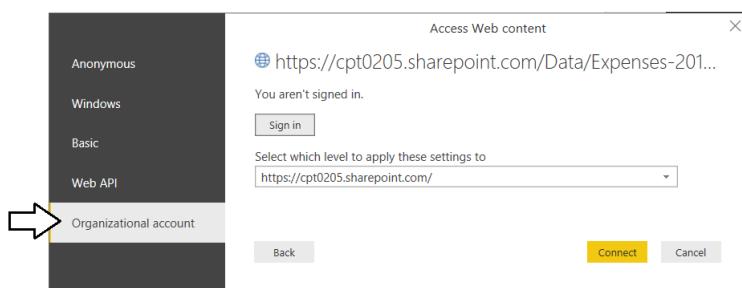 Access Web content
Anonymous
Windows
Basic
Web API
Organizational account
https://cpt0205.sharepoint.com/Data/Expenses-201...
You aren't signed in.
Sign in
Select which level to apply these settings to
https://cpt0205.sharepoint.com/
Back
Connect
Cancel